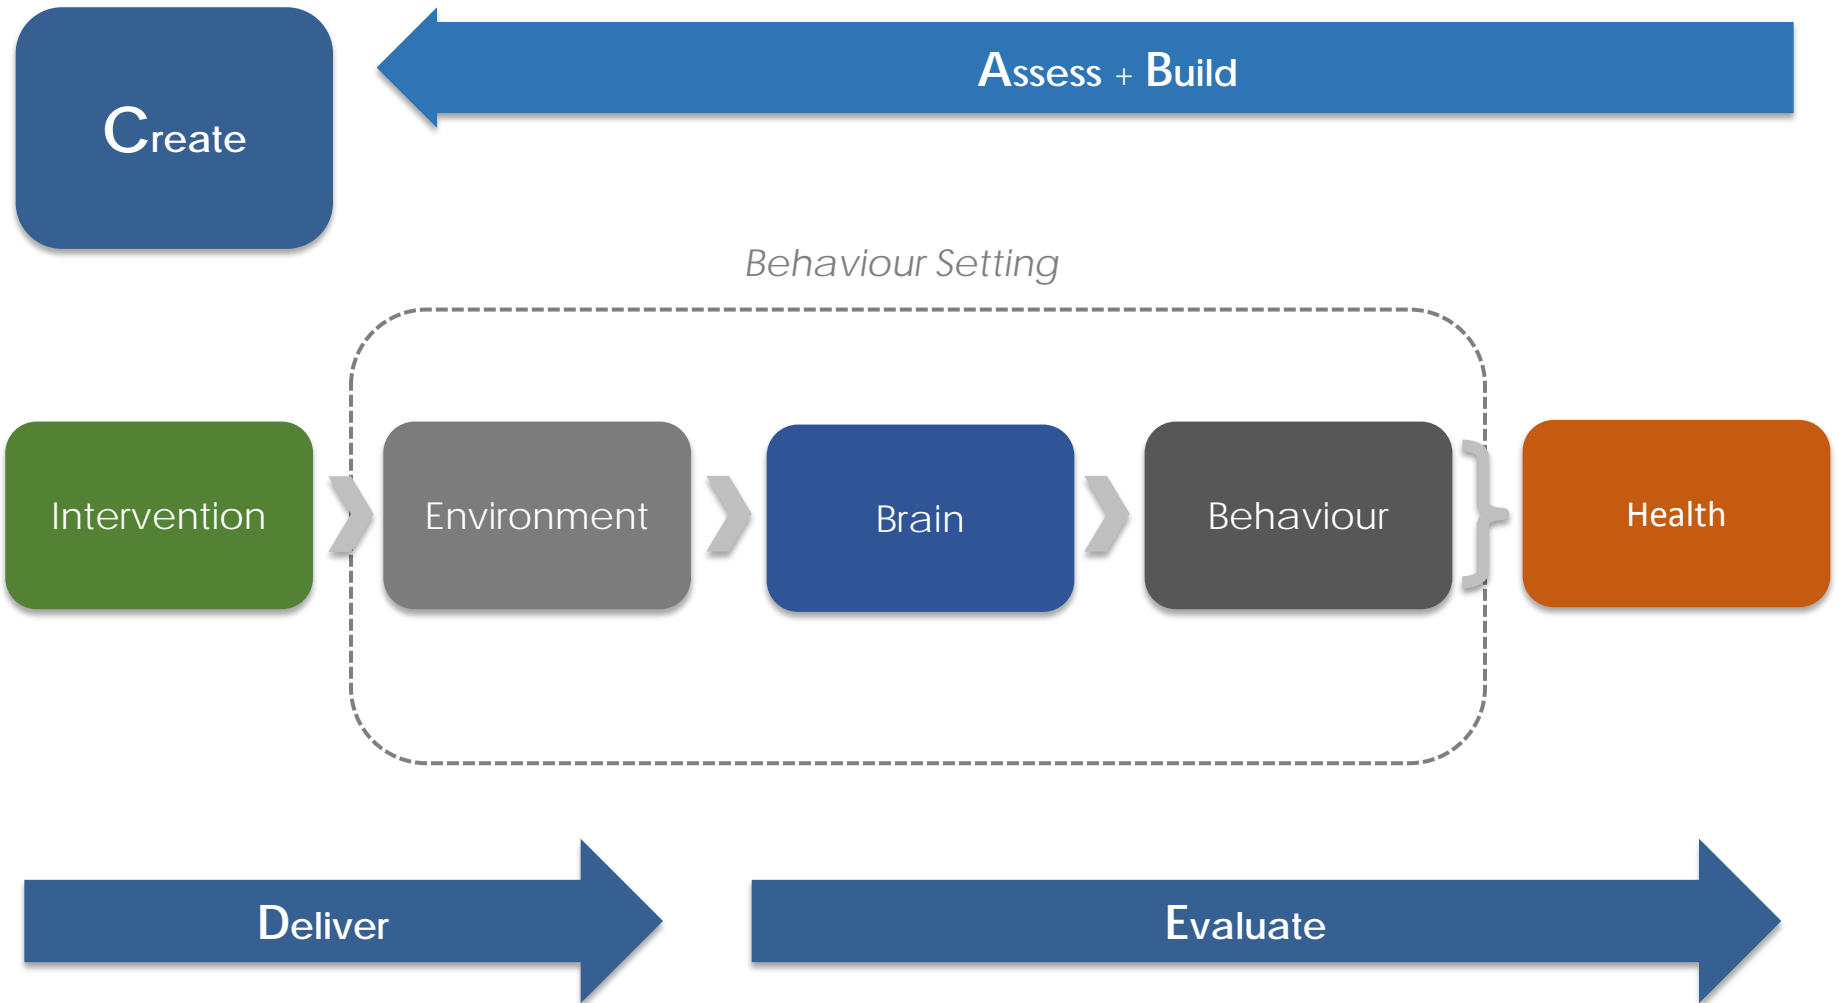 Create
Assess + Build
Behaviour Setting
Intervention
Environment
Brain
Behaviour
Health
Deliver
Evaluate